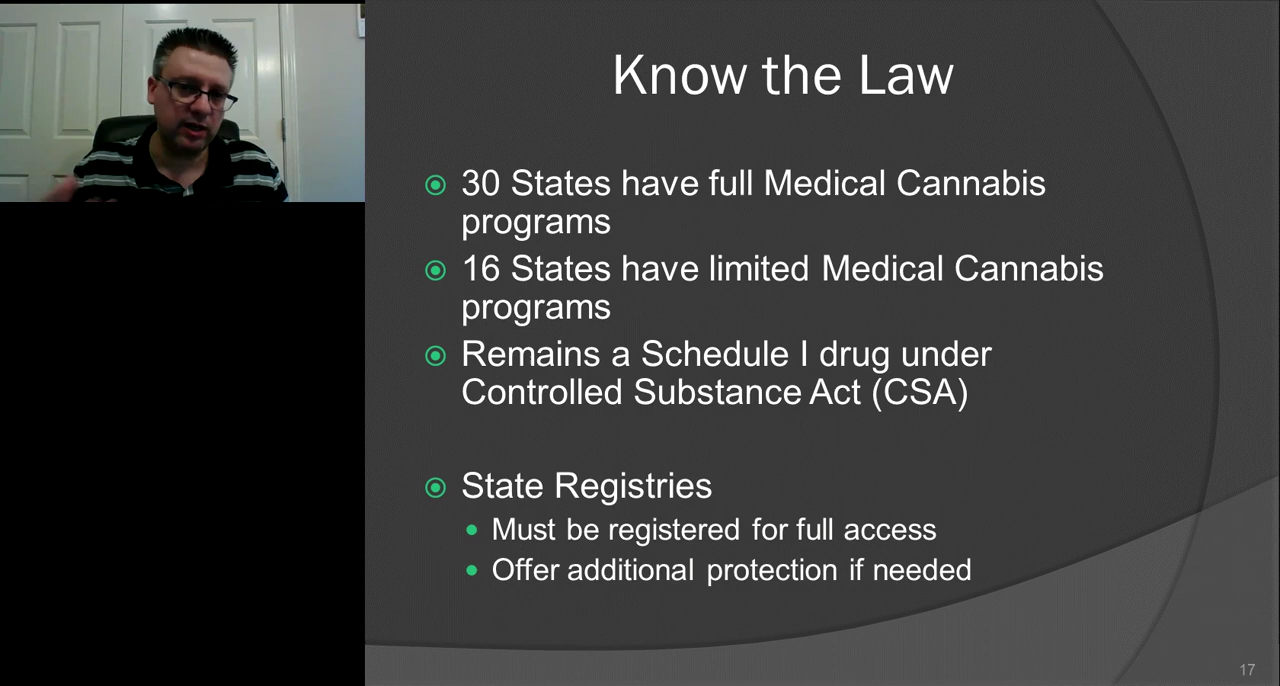 Know the Law
30 States have full Medical Cannabis
programs
16 States have limited Medical Cannabis
programs
Remains a Schedule I drug under
Controlled Substance Act (CSA)
State Registries
Must be registered for full access
Offer additional protection if needed
17